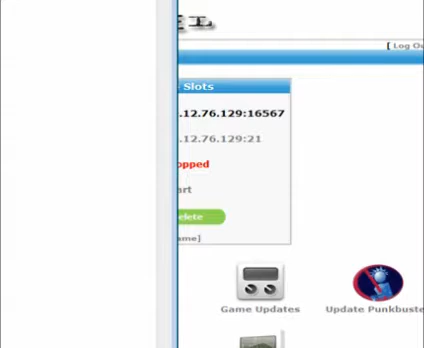 EL
[ Log Ou
Slots
.12.76.129:16567
.12.76.129:21
opped
art
elete
ame]
Game Updates
Update Punkbuste